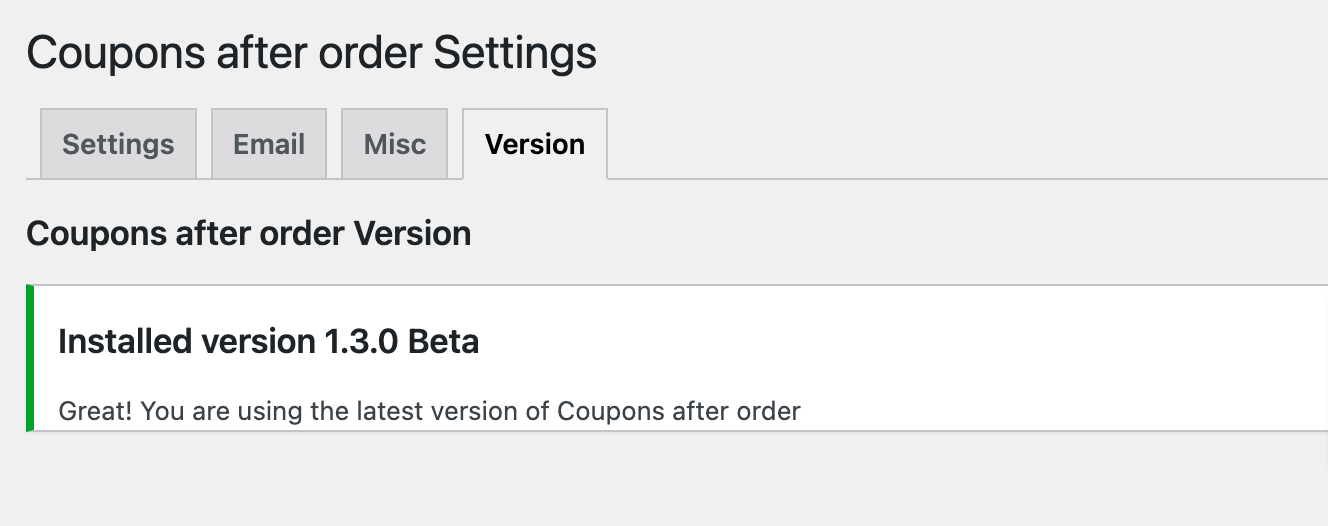 Coupons after order Settings
Settings Email Misc Version
Coupons after order Version
Installed version 1.3.0 Beta
Great! You are using the latest version of Coupons after order